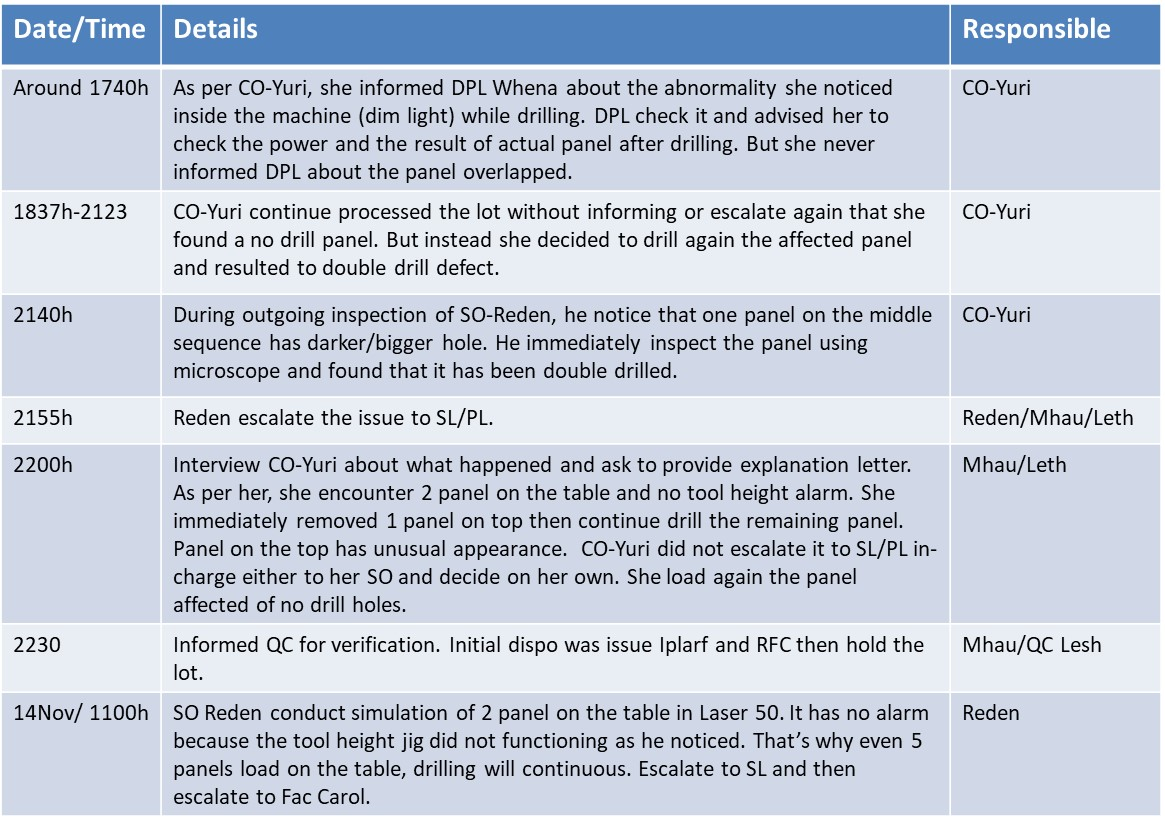 Date/Time Details Responsible
Around 1740h As per CO-Yuri, she informed DPL Whena about the abnormality she noticed CO-Yuri
inside the machine (dim light) while drilling. DPL check it and advised her to
check the power and the result of actual panel after drilling. But she never
informed DPL about the panel overlapped.
1837h-2123 CO-Yuri continue processed the lot without informing or escalate again that she CO-Yuri
found a no drill panel. But instead she decided to drill again the affected panel
and resulted to double drill defect.
2140h During outgoing inspection of SO-Reden, he notice that one panel on the middle CO-Yuri
sequence has darker/bigger hole. He immediately inspect the panel using
microscope and found that it has been double drilled.
2155h Reden escalate the issue to SL/PL. Reden/Mhau/Leth
2200h Interview CO-Yuri about what happened and ask to provide explanation letter. Mhau/Leth
As per her, she encounter 2 panel on the table and no tool height alarm. She
immediately removed 1 panel on top then continue drill the remaining panel.
Panel on the top has unusual appearance. CO-Yuri did not escalate it to SL/PL in-
charge either to her SO and decide on her own. She load again the panel
affected of no drill holes.
2230 Informed QC for verification. Initial dispo was issue Iplarf and RFC then hold the Mhau/QC Lesh
lot.
14Nov/ 1100h SO Reden conduct simulation of 2 panel on the table in Laser 50. It has no alarm Reden
because the tool height jig did not functioning as he noticed. That's why even 5
panels load on the table, drilling will continuous. Escalate to SL and then
escalate to Fac Carol.